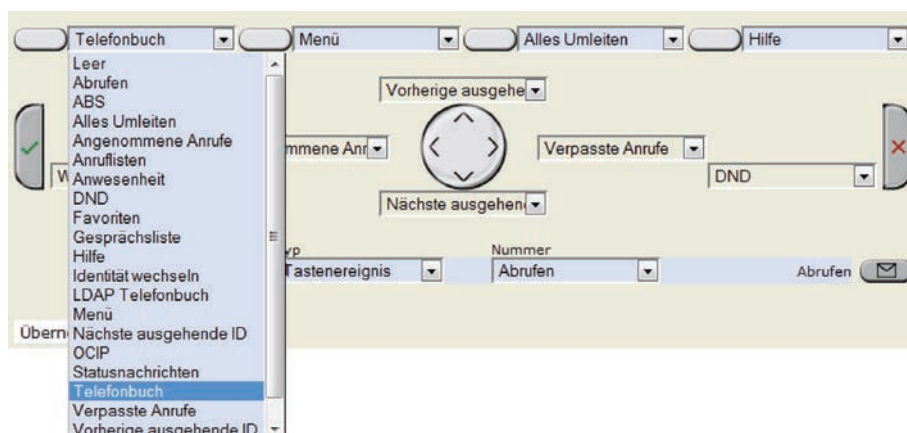 Telefonbuch Menü Alles Umleiten Hilfe
Leer
Abrufen
ABS
Alles Umleiten
Angenommene Anrufe
Anruflisten
Anwesenheit
DND
Favoriten
Gesprächsliste
Hilfe
Identität wechseln
LDAP Telefonbuch
Menü
Nächste ausgehende ID
OCIP
Statusnachrichten
Telefonbuch
Verpasste Anrufe
Vorherige ausgehende ID
Vorherige ausgehe
mmene Anr Verpasste Anrufe
W DND
Nächste ausgehen
yp Nummer
Tastenereignis Abrufen Abrufen
Übern